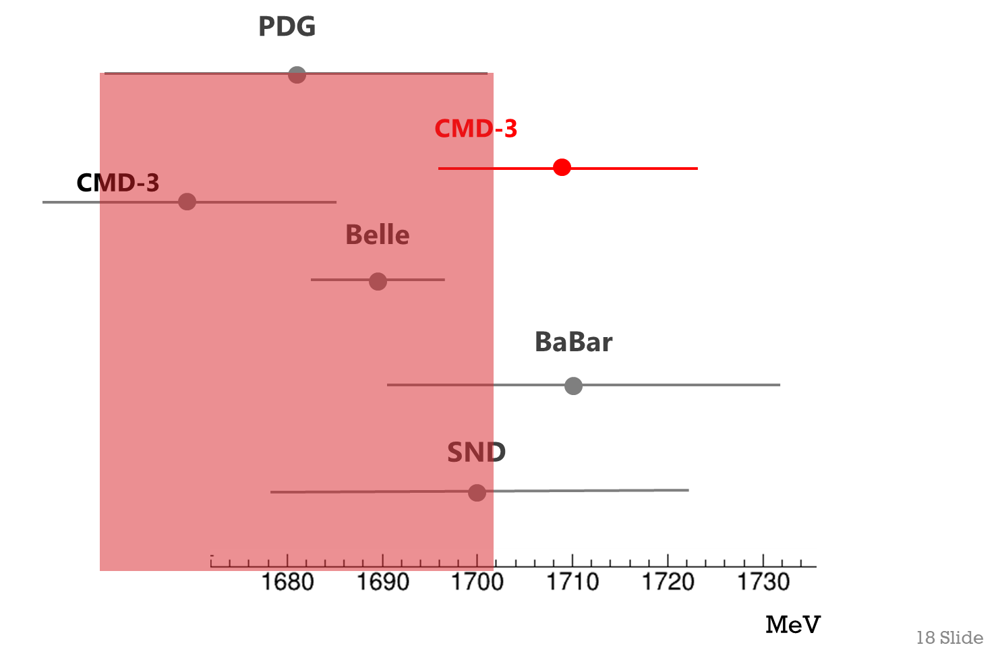 PDG
CMD-3
CMD-3
Belle
BaBar
SND
1680 1690 1700 1710 1720 1730
MeV
18 Slide